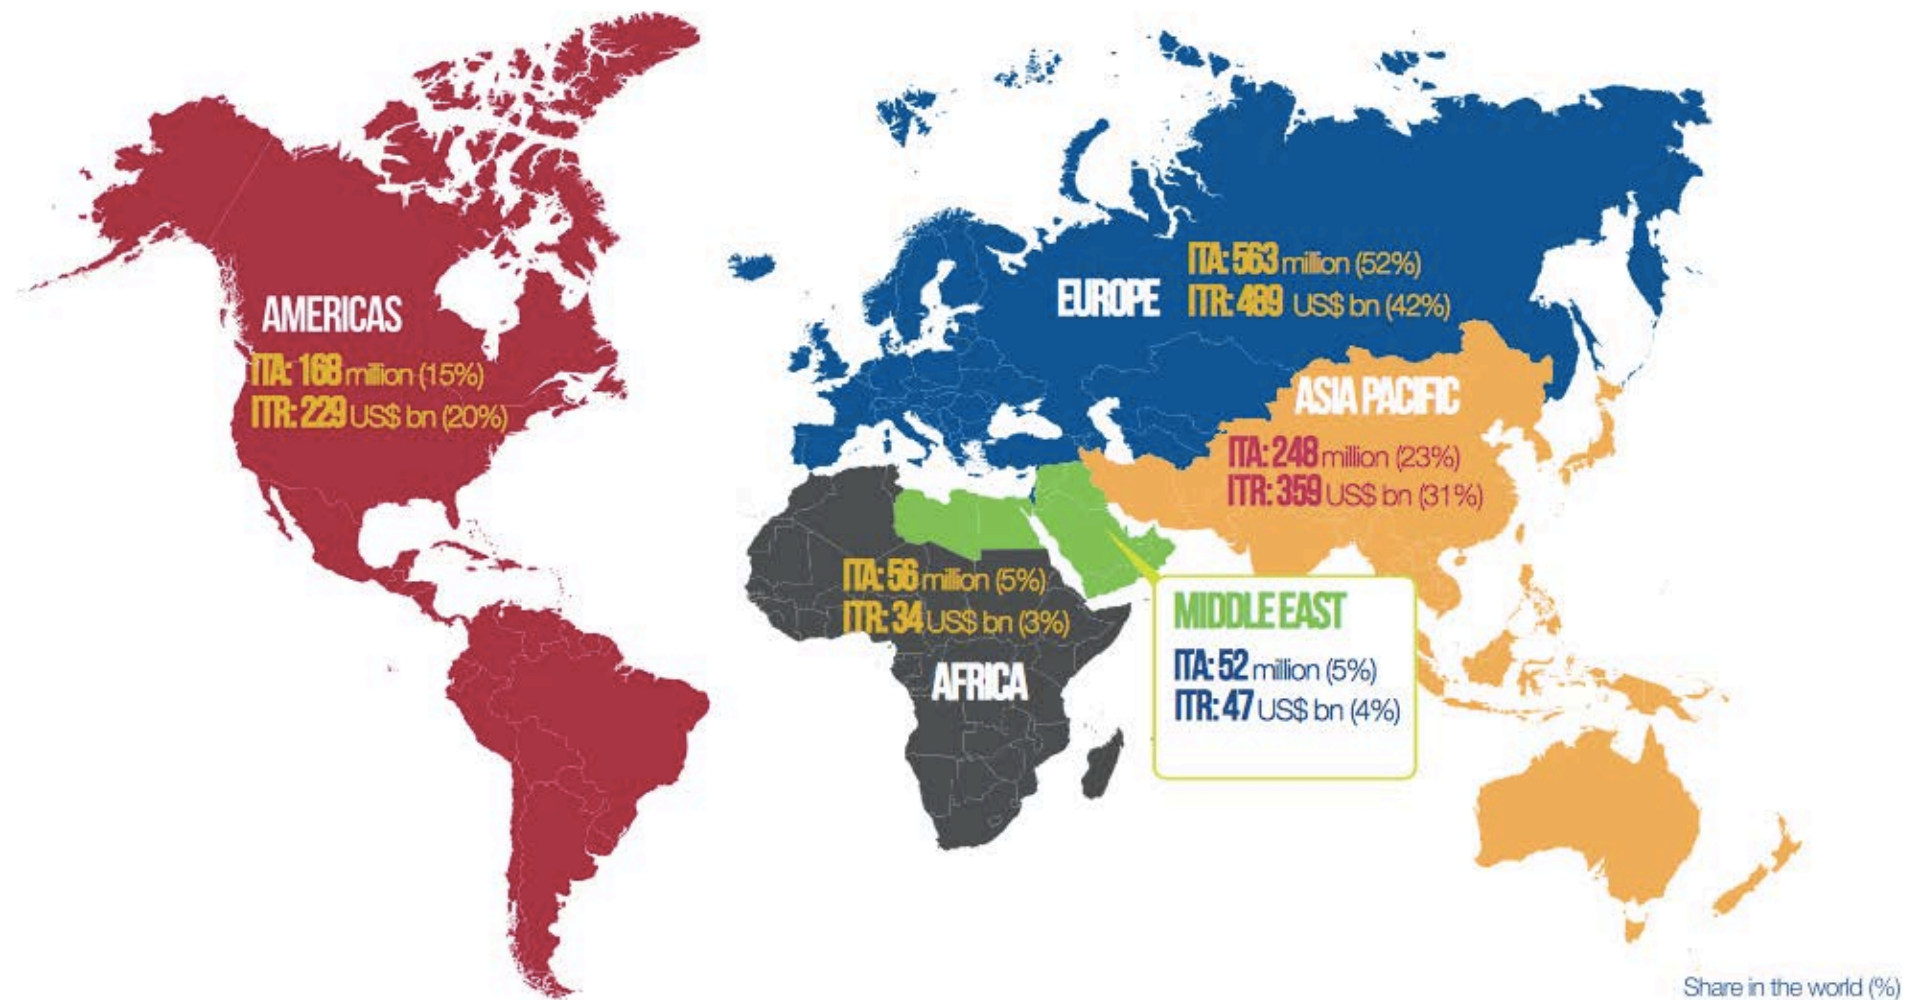 AMERICAS
ITA: 168 million (15%)
ITR: 229 US$ bn (20%)
EUROPE
ITA: 563 million (52%)
ITR: 489 US$ bn (42%)
ASIA PACIFIC
ITA: 248 million (23%)
ITR: 359 US$ bn (31%)
ITA: 56 million (5%)
ITR: 34 US$ bn (3%)
AFRICA
MIDDLE EAST
ITA: 52 million (5%)
ITR: 47 US$ bn (4%)
Share in the world (%)